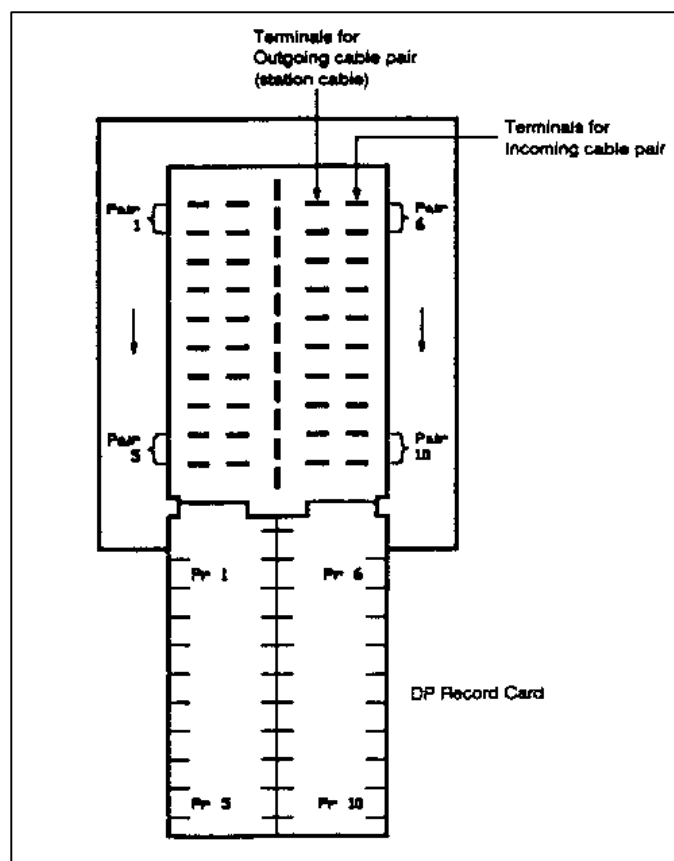 Terminals for
Outgoing cable pair
(station cable)
Terminals for
Incoming cable pair
Pair
1
Pair
6
Pair
5
Pair
10
Pr 1
Pr 6
DP Record Card
Pr 5
Pr 10